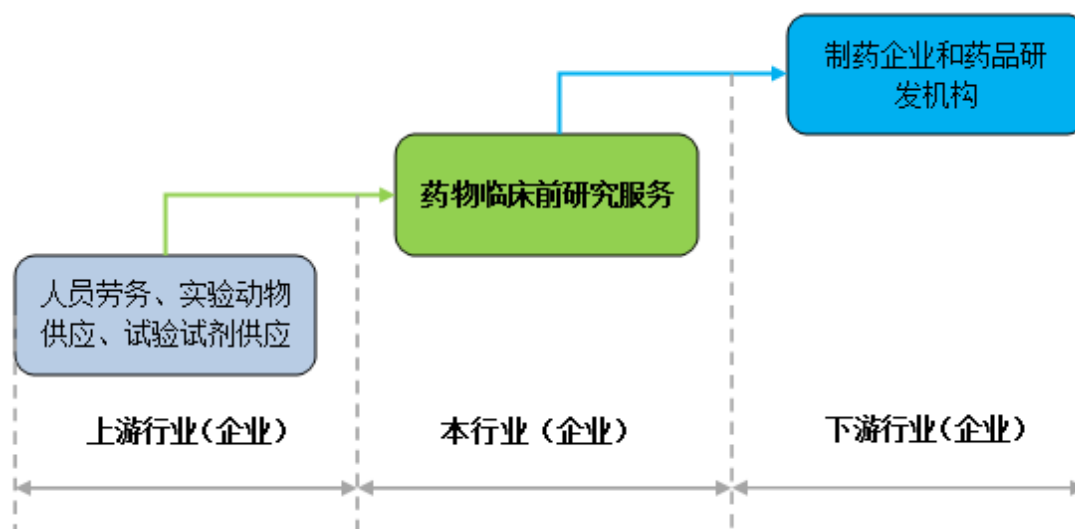 制药企业和药品研
发机构
药物临床前研究服务
人员劳务、实验动物
供应、试验试剂供应
上游行业(企业)
本行业（企业）
下游行业(企业)